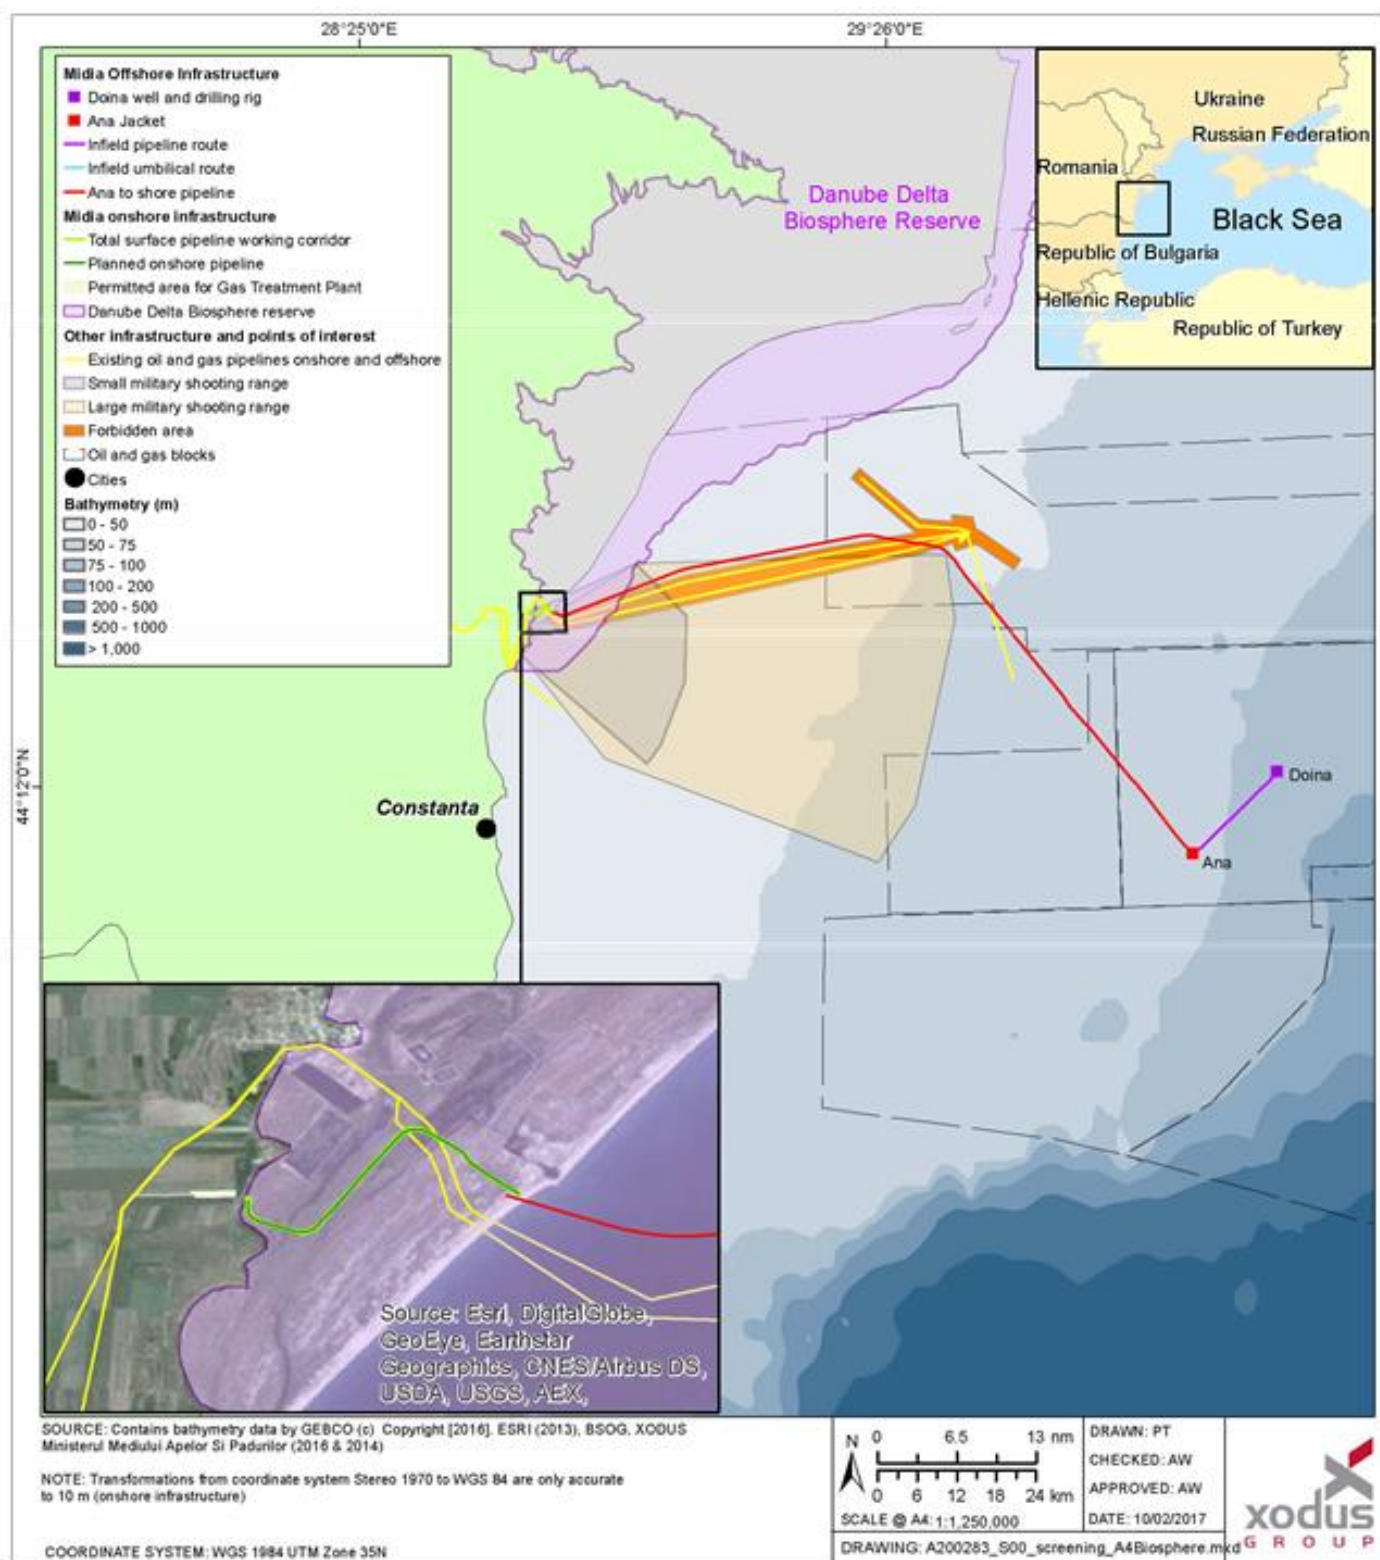 28°25'0"E
29°26'0"E
44°12'0"N
Midia Offshore Infrastructure
Doina well and drilling rig
Ana Jacket
Infield pipeline route
Infield umbilical route
Ana to shore pipeline
Midia onshore infrastructure
Total surface pipeline working corridor
Planned onshore pipeline
Permitted area for Gas Treatment Plant
Danube Delta Biosphere reserve
Other infrastructure and points of interest
Existing oil and gas pipelines onshore and offshore
Small military shooting range
Large military shooting range
Forbidden area
Oil and gas blocks
Cities
Bathymetry (m)
0 - 50
50 - 75
75 - 100
100 - 200
200 - 500
500 - 1000
> 1,000
Danube Delta
Biosphere Reserve
Ukraine
Russian Federation
Romania
Black Sea
Republic of Bulgaria
Hellenic Republic
Republic of Turkey
Constanta
Doina
Ana
Source: Esri, DigitalGlobe,
GeoEye, Earthstar
Geographics, CNES/Airbus DS,
USDA, USGS, AEX,
SOURCE: Contains bathymetry data by GEBCO (c) Copyright [2016]. ESRI (2013), BSOG, XODUS
Ministerul Mediului Apelor Si Padurilor (2016 & 2014)
NOTE: Transformations from coordinate system Stereo 1970 to WGS 84 are only accurate
to 10 m (onshore infrastructure)
COORDINATE SYSTEM: WGS 1984 UTM Zone 35N
N
0 6.5 13 nm
0 6 12 18 24 km
SCALE @ A4: 1:1,250,000
DRAWN: PT
CHECKED: AW
APPROVED: AW
DATE: 10/02/2017
DRAWING: A200283_S00_screening_A4Biosphere.mxd
xodus
GROUP